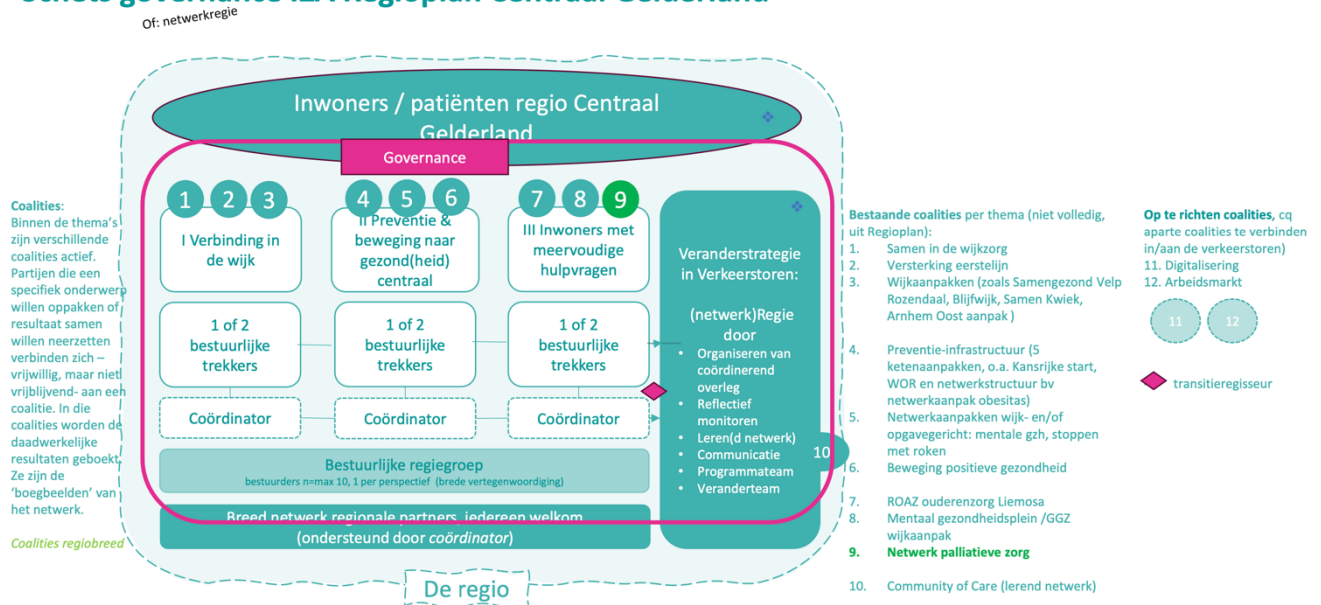 Of: netwerkregie
Inwoners / patiënten regio Centraal
Gelderland
Governance
Coalities:
Binnen de thema's
zijn verschillende
coalities actief.
Partijen die een
specifiek onderwerp
willen oppakken of
resultaat samen
willen neerzetten
verbinden zich –
vrijwillig, maar niet
vrijblijvend- aan een
coalitie. In die
coalities worden de
daadwerkelijke
resultaten geboekt.
Ze zijn de
'boegbeelden' van
het netwerk.
Coalities regiobreed
1 2 3
I Verbinding in
de wijk
1 of 2
bestuurlijke
trekkers
Coördinator
4 5 6
II Preventie &
beweging naar
gezond(heid)
centraal
1 of 2
bestuurlijke
trekkers
Coördinator
7 8 9
III Inwoners met
meervoudige
hulpvragen
1 of 2
bestuurlijke
trekkers
Coördinator
Bestuurlijke regiegroep
bestuurders n=max 10, 1 per perspectief (brede vertegenwoordiging)
Breed netwerk regionale partners, iedereen welkom
(ondersteund door coördinator)
Veranderstrategie
in Verkeerstoren:
(netwerk)Regie
door
• Organiseren van
coördinerend
overleg
• Reflectief
monitoren
• Leren(d netwerk)
• Communicatie
• Programmateam
• Veranderteam
10
De regio
Bestaande coalities per thema (niet volledig,
uit Regioplan):
1. Samen in de wijkzorg
2. Versterking eerstelijn
3. Wijkaanpakken (zoals Samengezond Velp
Rozendaal, Blijfwijk, Samen Kwiek,
Arnhem Oost aanpak )
4. Preventie-infrastructuur (5
ketenaanpakken, o.a. Kansrijke start,
WOR en netwerkstructuur bv
netwerkaanpak obesitas)
5. Netwerkaanpakken wijk- en/of
opgavegericht: mentale gzh, stoppen
met roken
6. Beweging positieve gezondheid
7. ROAZ ouderenzorg Liemosa
8. Mentaal gezondheidsplein /GGZ
wijkaanpak
9. Netwerk palliatieve zorg
10. Community of Care (lerend netwerk)
Op te richten coalities, cq
aparte coalities te verbinden
in/aan de verkeerstoren)
11. Digitalisering
12. Arbeidsmarkt
11 12
transitieregisseur